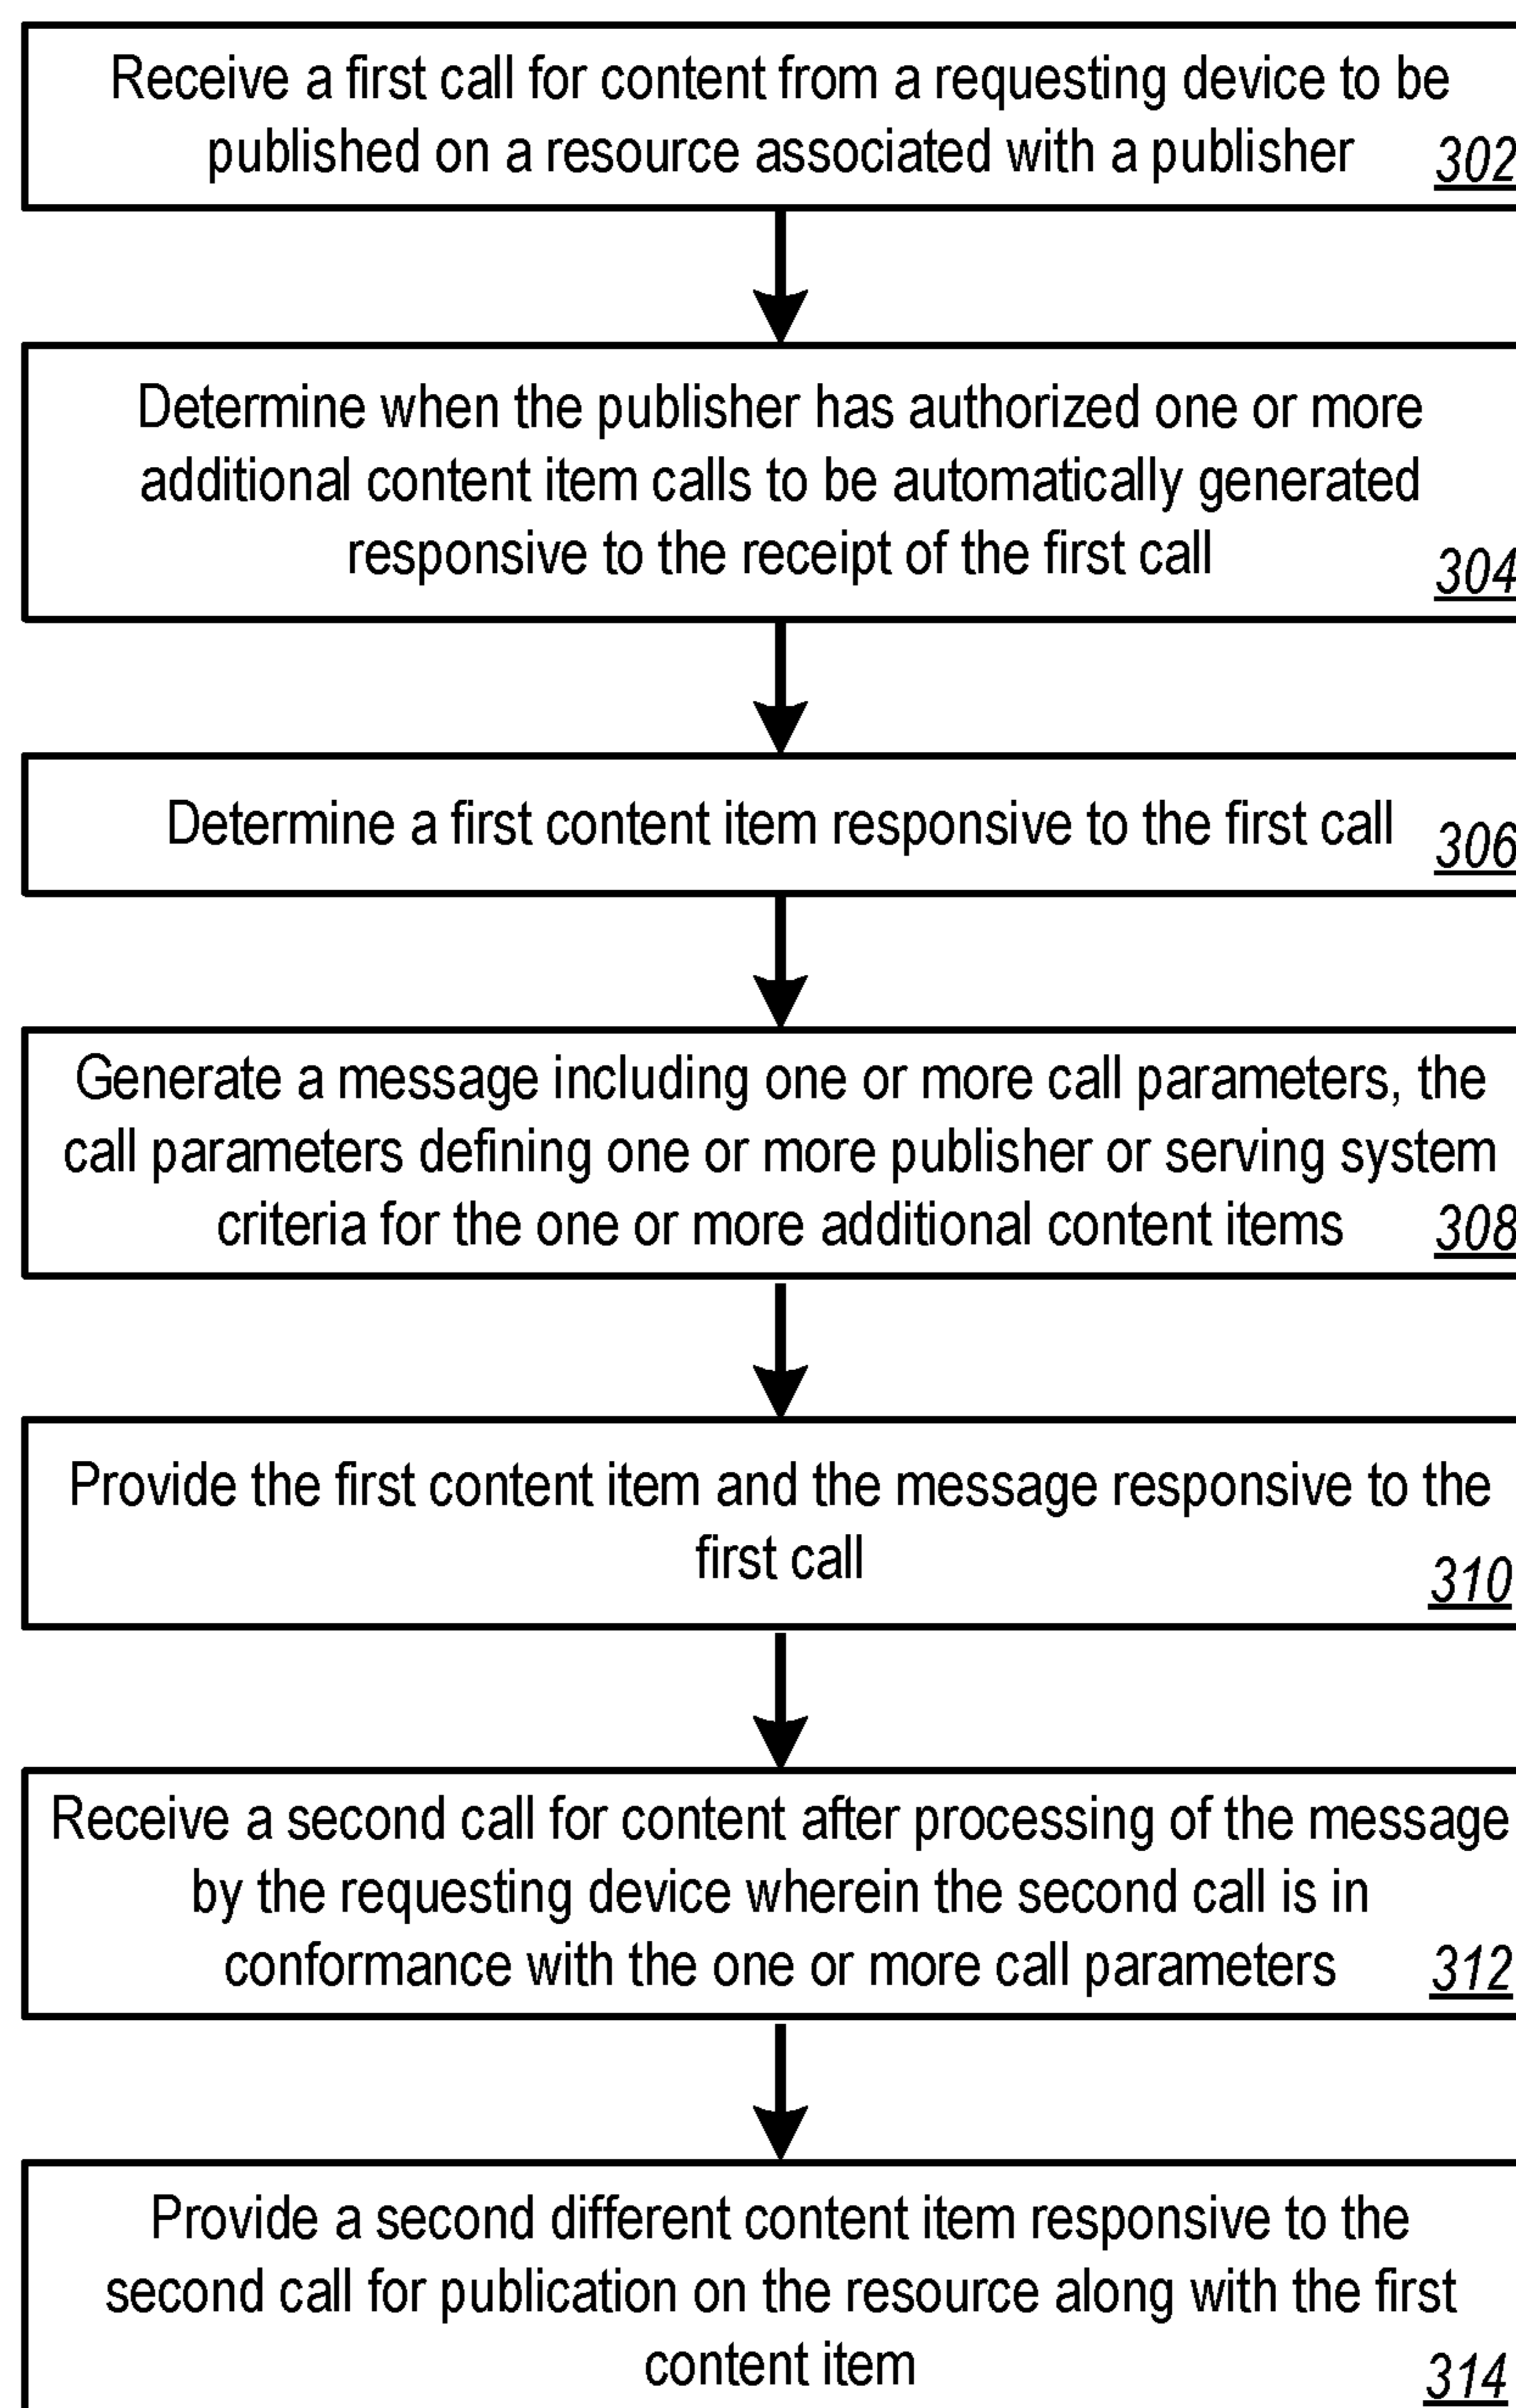 Receive a first call for content from a requesting device to be
published on a resource associated with a publisher 302
Determine when the publisher has authorized one or more
additional content item calls to be automatically generated
responsive to the receipt of the first call
304
Determine a first content item responsive to the first call 306
Generate a message including one or more call parameters, the
call parameters defining one or more publisher or serving system
criteria for the one or more additional content items 308
Provide the first content item and the message responsive to the
first call
310
Receive a second call for content after processing of the message
by the requesting device wherein the second call is in
conformance with the one or more call parameters 312
Provide a second different content item responsive to the
second call for publication on the resource along with the first
content item 314